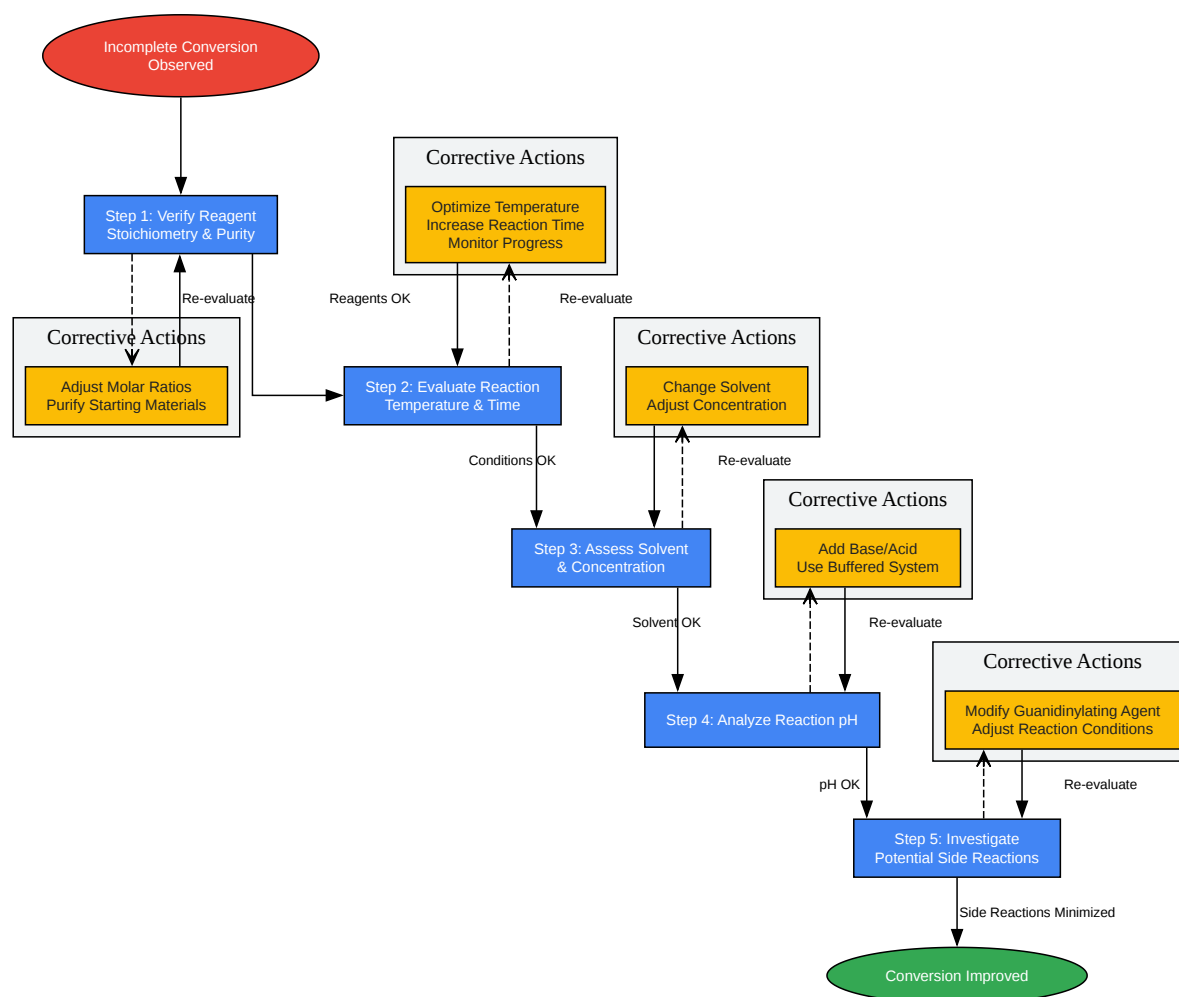 Incomplete Conversion
Observed
Corrective Actions
Optimize Temperature
Increase Reaction Time
Monitor Progress
Step 1: Verify Reagent
Stoichiometry & Purity
Re-evaluate
Reagents OK
Re-evaluate
Corrective Actions
Adjust Molar Ratios
Purify Starting Materials
Step 2: Evaluate Reaction
Temperature & Time
Corrective Actions
Change Solvent
Adjust Concentration
Conditions OK
Re-evaluate
Step 3: Assess Solvent
& Concentration
Corrective Actions
Add Base/Acid
Use Buffered System
Solvent OK
Re-evaluate
Step 4: Analyze Reaction pH
Corrective Actions
Modify Guanidinylating Agent
Adjust Reaction Conditions
pH OK
Re-evaluate
Step 5: Investigate
Potential Side Reactions
Side Reactions Minimized
Conversion Improved